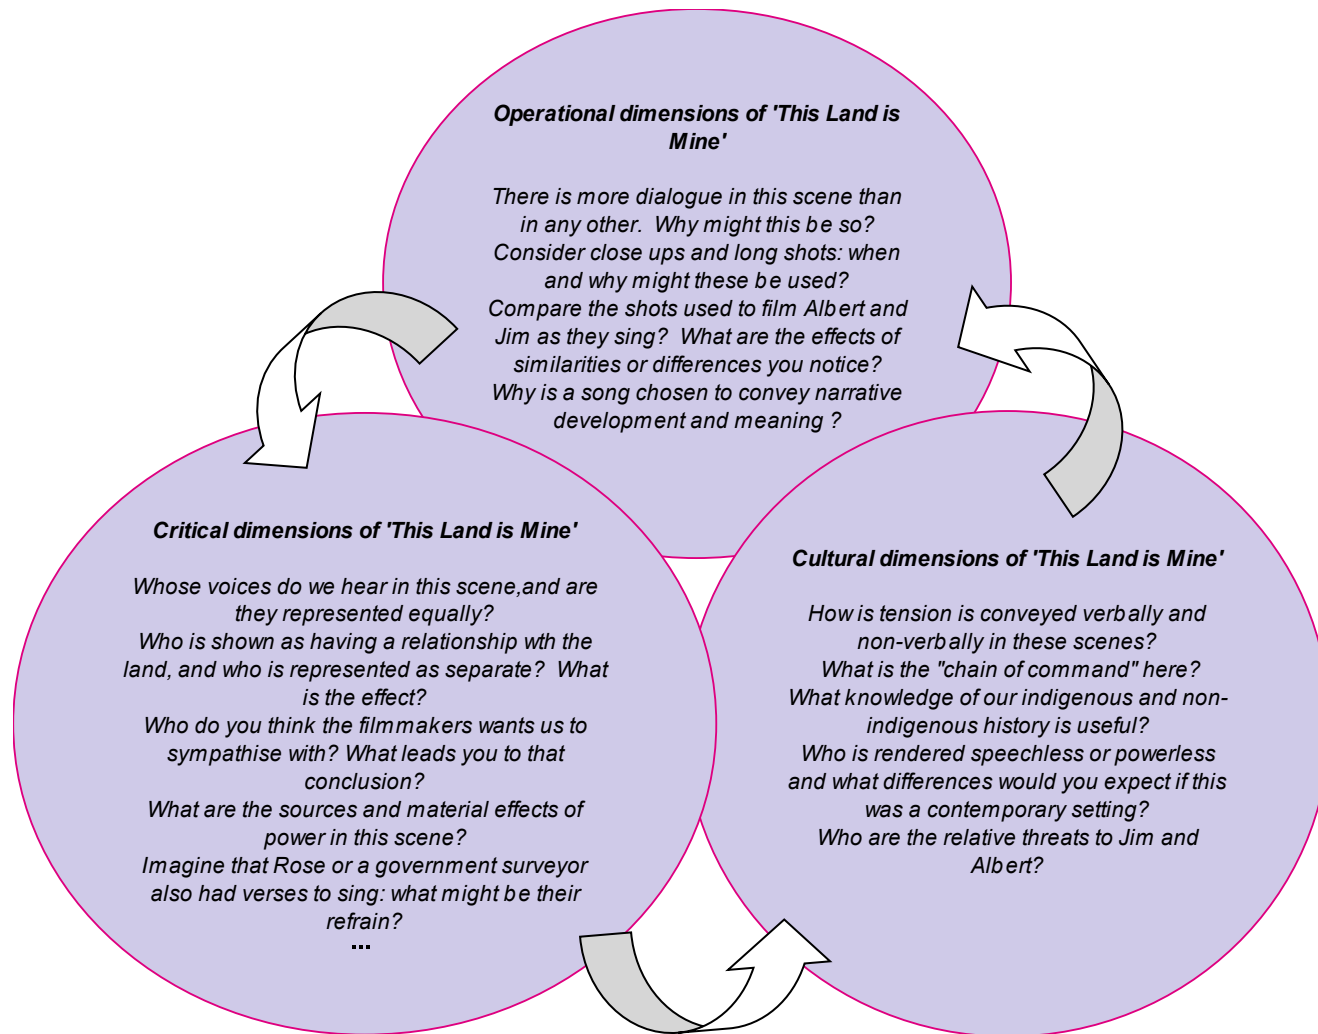 Operational dimensions of 'This Land is
Mine'
There is more dialogue in this scene than
in any other.  Why might this be so?
Consider close ups and long shots: when
and why might these be used?
Compare the shots used to film Albert and
Jim as they sing?  What are the effects of
similarities or differences you notice?
Why is a song chosen to convey narrative
development and meaning ?
Critical dimensions of 'This Land is Mine'
Whose voices do we hear in this scene,and are
they represented equally?
Who is shown as having a relationship wth the
land, and who is represented as separate?  What
is the effect?
Who do you think the filmmakers wants us to
sympathise with? What leads you to that
conclusion?
What are the sources and material effects of
power in this scene?
Imagine that Rose or a government surveyor
also had verses to sing: what might be their
refrain?
...
Cultural dimensions of 'This Land is Mine'
How is tension is conveyed verbally and
non-verbally in these scenes?
What is the "chain of command" here?
What knowledge of our indigenous and non-
indigenous history is useful?
Who is rendered speechless or powerless
and what differences would you expect if this
was a contemporary setting?
Who are the relative threats to Jim and
Albert?